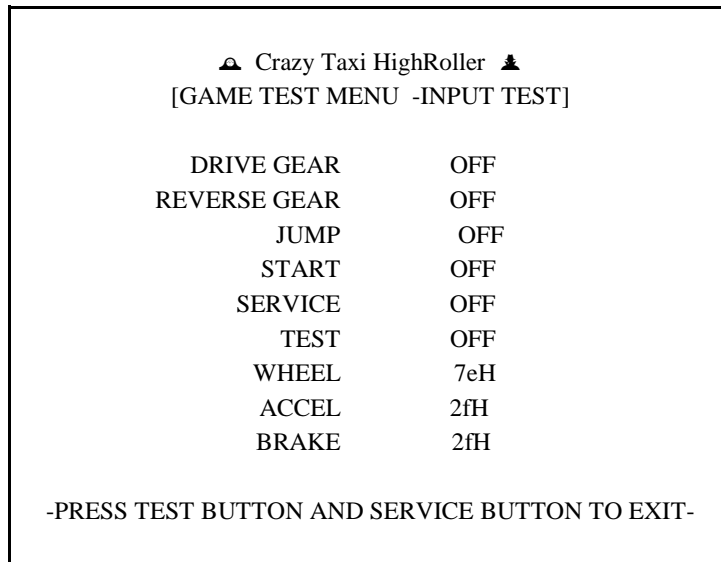 Crazy Taxi HighRoller
[GAME TEST MENU -INPUT TEST]
DRIVE GEAR OFF
REVERSE GEAR OFF
JUMP OFF
START OFF
SERVICE OFF
TEST OFF
WHEEL 7eH
ACCEL 2fH
BRAKE 2fH
-PRESS TEST BUTTON AND SERVICE BUTTON TO EXIT-